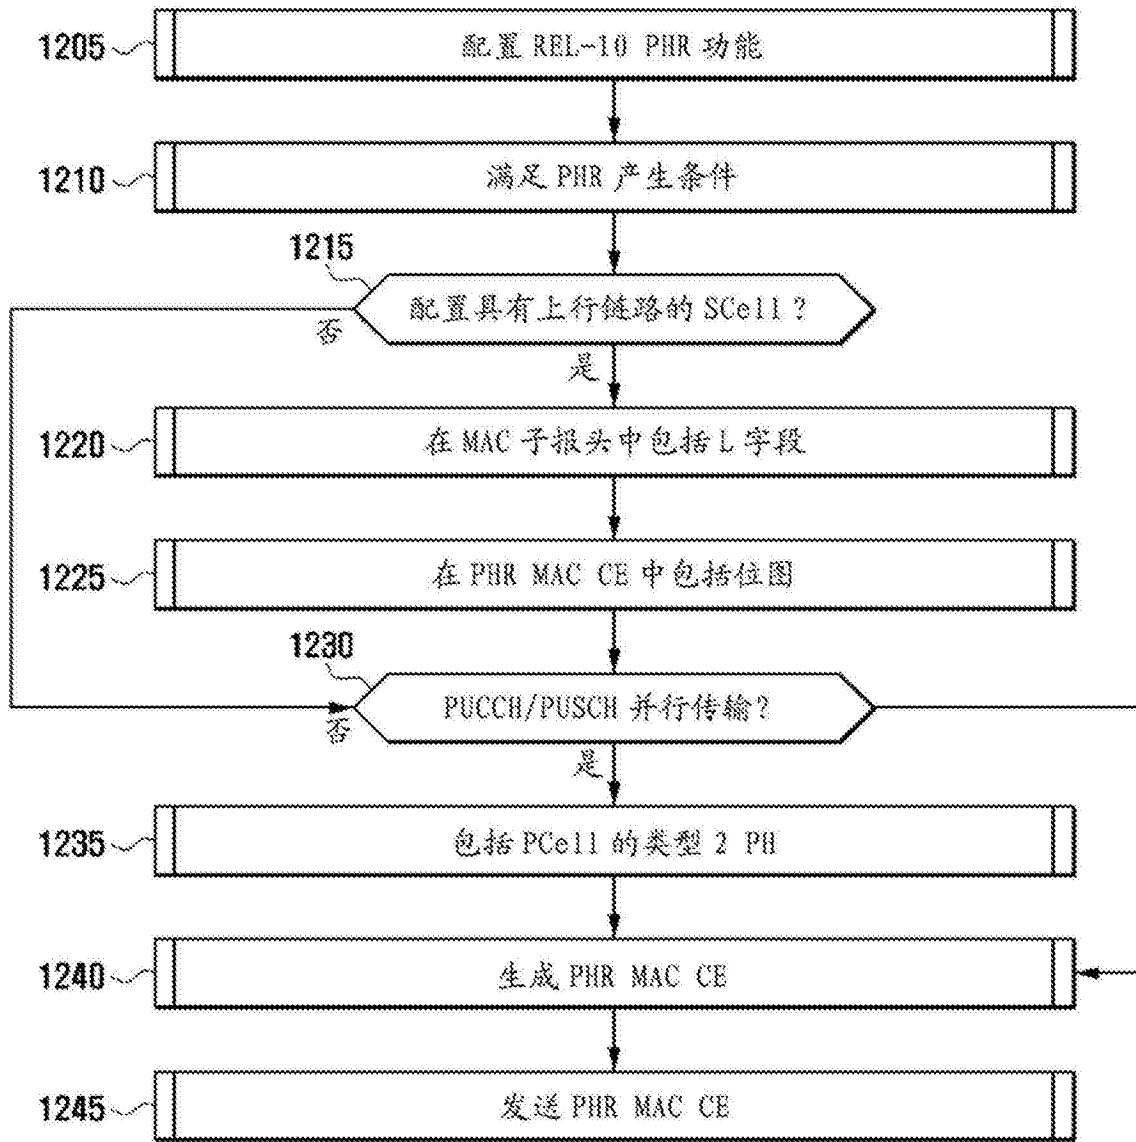 1205
配置 REL-10 PHR 功能
1210
满足 PHR 产生条件
1215
配置具有上行链路的 SCell?
否
是
1220
在 MAC 子报头中包括 L 字段
1225
在 PHR MAC CE 中包括位图
1230
PUCCH/PUSCH 并行传输?
否
是
1235
包括 PCell 的类型 2 PH
1240
生成 PHR MAC CE
1245
发送 PHR MAC CE